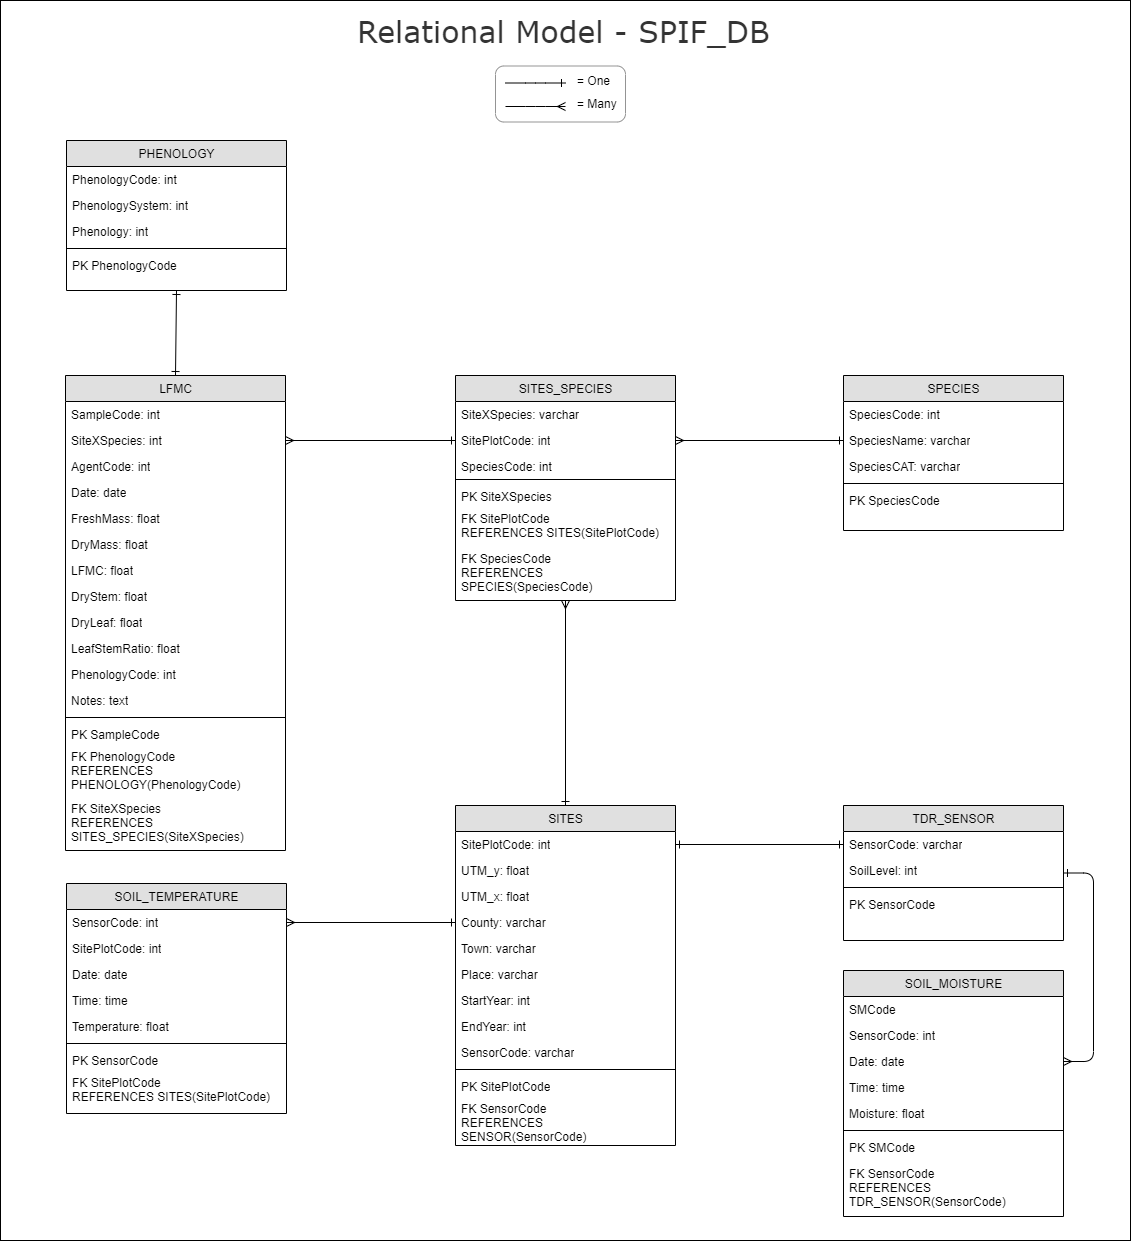 Relational Model - SPIF_DB
= One
= Many
PHENOLOGY
PhenologyCode: int
PhenologySystem: int
Phenology: int
PK PhenologyCode
LFMC
SampleCode: int
SiteXSpecies: int
AgentCode: int
Date: date
FreshMass: float
DryMass: float
LFMC: float
DryStem: float
DryLeaf: float
LeafStemRatio: float
PhenologyCode: int
Notes: text
PK SampleCode
FK PhenologyCode
REFERENCES
PHENOLOGY(PhenologyCode)
FK SiteXSpecies
REFERENCES
SITES_SPECIES(SiteXSpecies)
SITES_SPECIES
SiteXSpecies: varchar
SitePlotCode: int
SpeciesCode: int
PK SiteXSpecies
FK SitePlotCode
REFERENCES SITES(SitePlotCode)
FK SpeciesCode
REFERENCES
SPECIES(SpeciesCode)
SPECIES
SpeciesCode: int
SpeciesName: varchar
SpeciesCAT: varchar
PK SpeciesCode
SOIL_TEMPERATURE
SensorCode: int
SitePlotCode: int
Date: date
Time: time
Temperature: float
PK SensorCode
FK SitePlotCode
REFERENCES SITES(SitePlotCode)
SITES
SitePlotCode: int
UTM_y: float
UTM_x: float
County: varchar
Town: varchar
Place: varchar
StartYear: int
EndYear: int
SensorCode: varchar
PK SitePlotCode
FK SensorCode
REFERENCES
SENSOR(SensorCode)
TDR_SENSOR
SensorCode: varchar
SoilLevel: int
PK SensorCode
SOIL_MOISTURE
SMCode
SensorCode: int
Date: date
Time: time
Moisture: float
PK SMCode
FK SensorCode
REFERENCES
TDR_SENSOR(SensorCode)